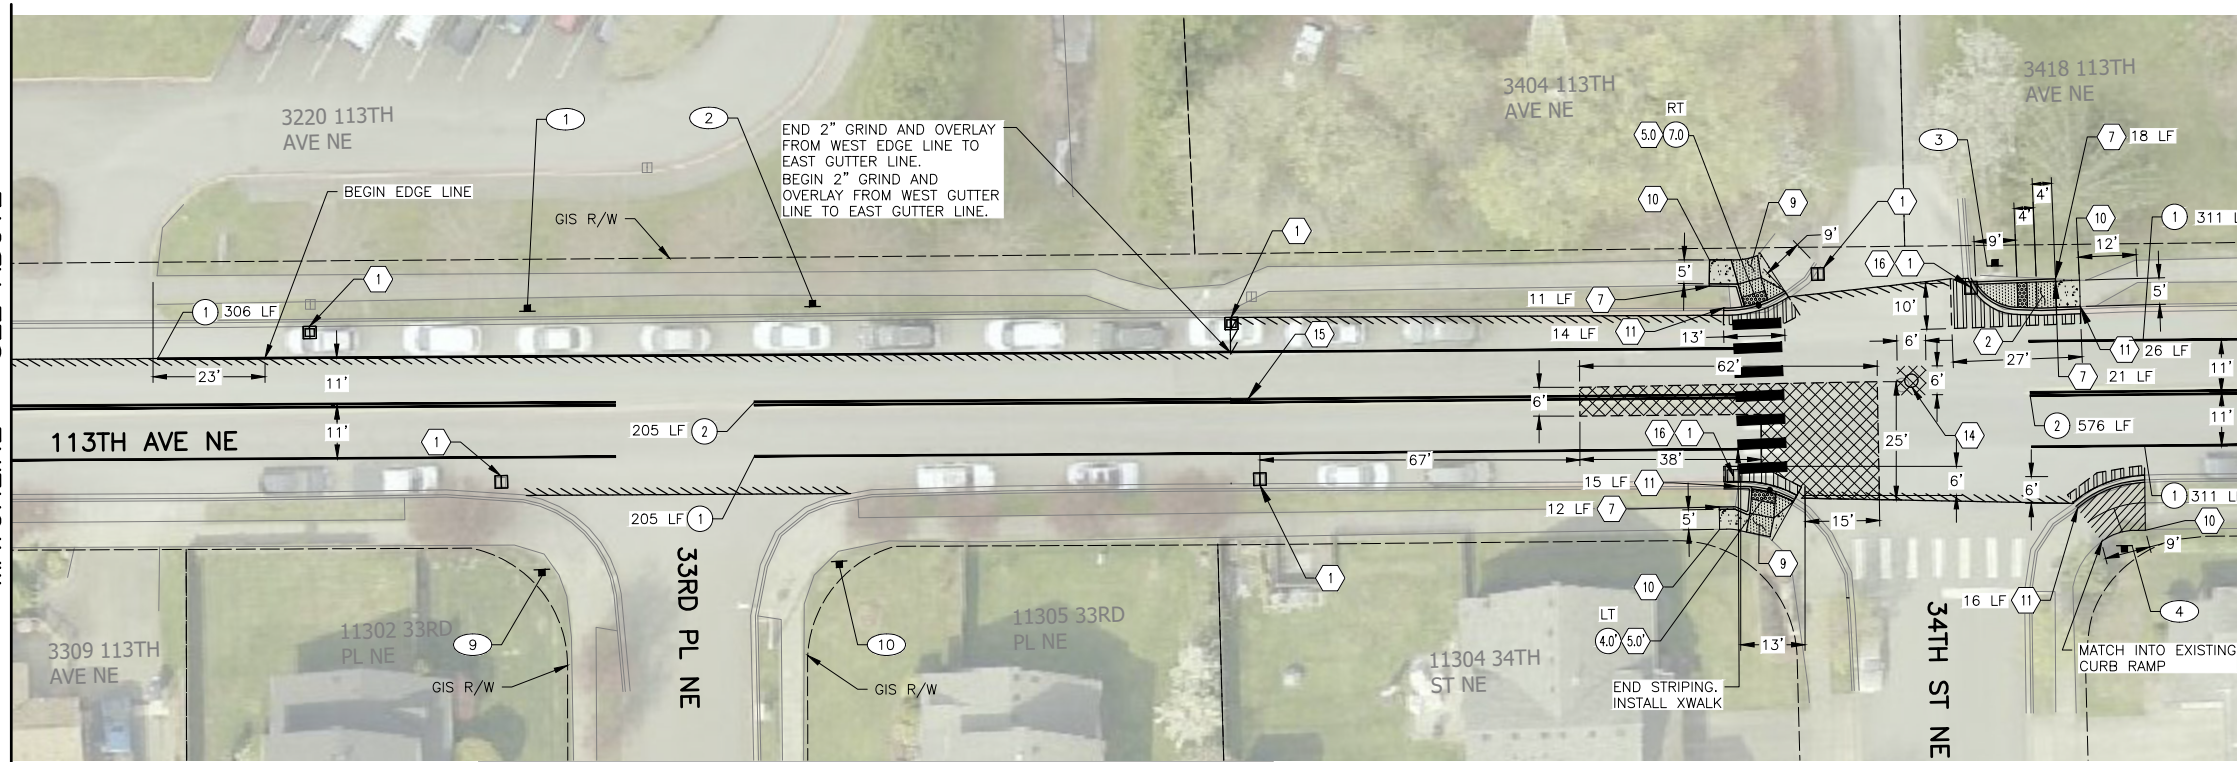 3220 113TH
AVE NE
1
2
END 2" GRIND AND OVERLAY
FROM WEST EDGE LINE TO
EAST GUTTER LINE.
BEGIN 2" GRIND AND
OVERLAY FROM WEST GUTTER
LINE TO EAST GUTTER LINE.
BEGIN EDGE LINE
GIS R/W
3404 113TH
AVE NE
RT
5.0 7.0
10
9
9'
1
3418 113TH
AVE NE
3
7 18 LF
4'
4'
9'
10
12'
1 311 L
16 1
1
1
1 306 LF
5'
11 LF 7
14 LF 11
13'
10'
6'
5'
2
27'
11 26 LF
7 21 LF
15
23'
11'
11'
62'
6'
6'
25'
11'
11'
113TH AVE NE
1
205 LF 2
205 LF 1
67'
38'
16 1
14
2 576 LF
1 311 L
15 LF 11
12 LF 7
5'
15'
6'
6'
10
9'
9
10
1
16 LF 11
4
MATCH INTO EXISTING
CURB RAMP
LT
4.0' 5.0'
13'
END STRIPING.
INSTALL XWALK
33RD PL NE
34TH ST NE
9
10
GIS R/W
GIS R/W
3309 113TH
AVE NE
11302 33RD
PL NE
11305 33RD
PL NE
11304 34TH
ST NE